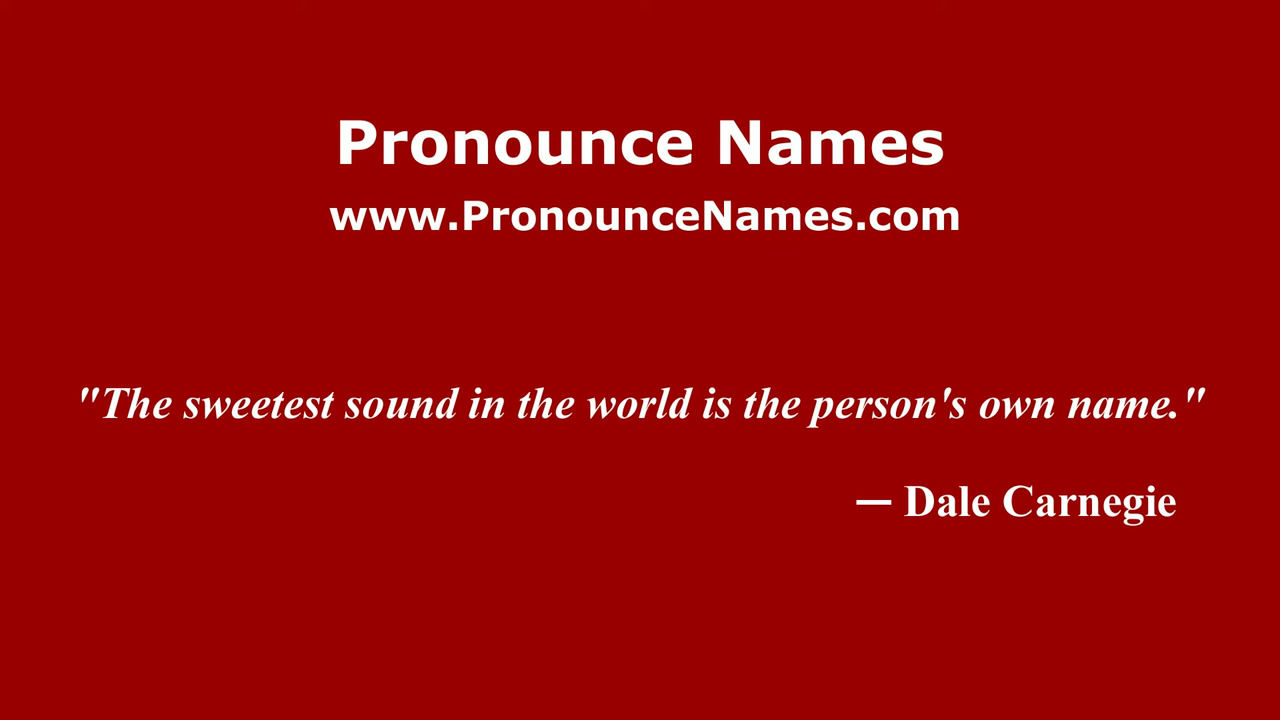 Pronounce Names
www.PronounceNames.com
"The sweetest sound in the world is the person's own name."
— Dale Carnegie